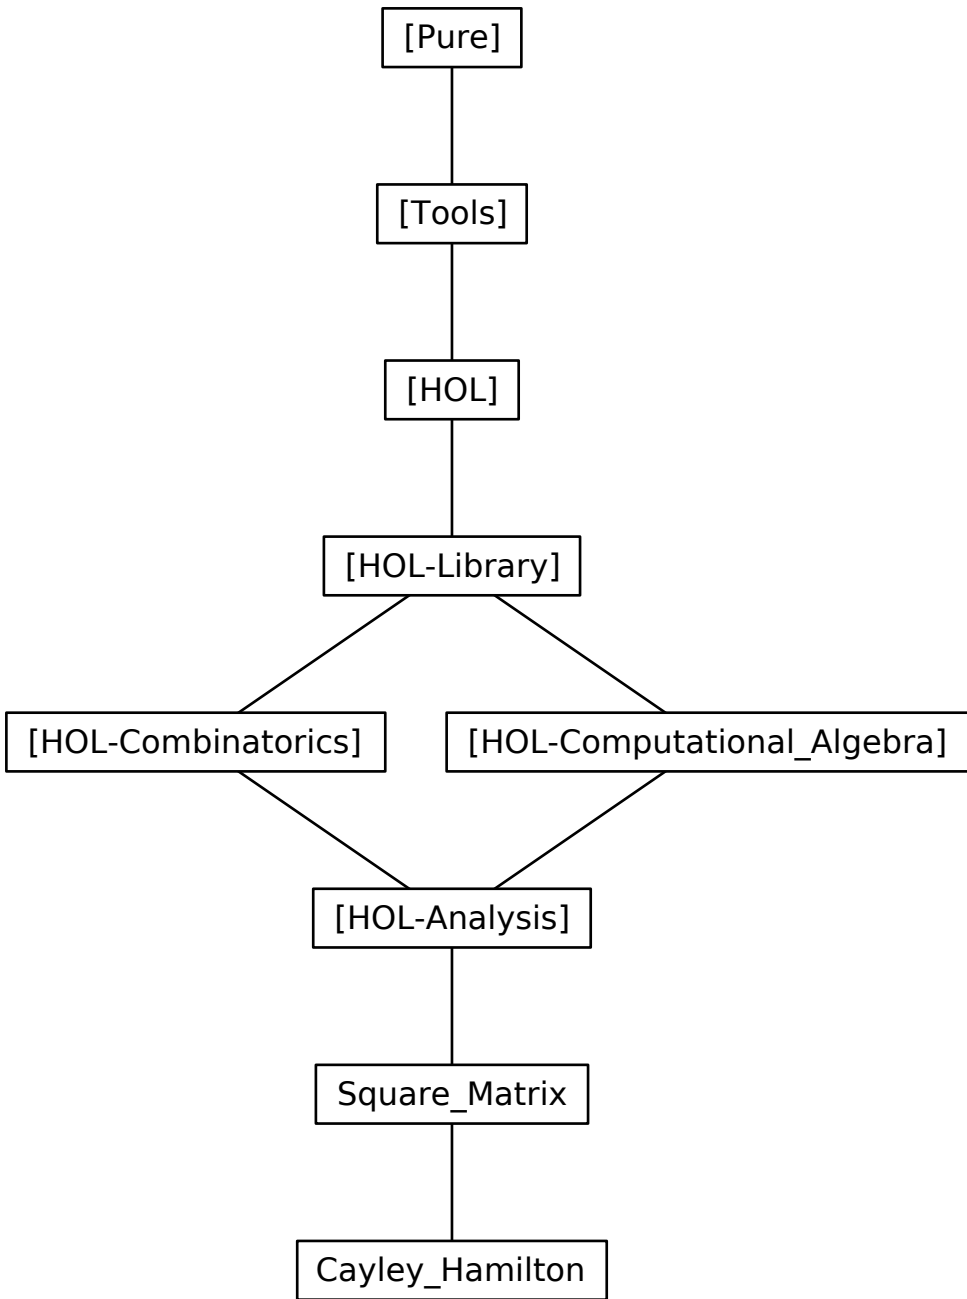 [Pure]
[Tools]
[HOL]
[HOL-Library]
[HOL-Combinatorics]
[HOL-Computational_Algebra]
[HOL-Analysis]
Square_Matrix
Cayley_Hamilton